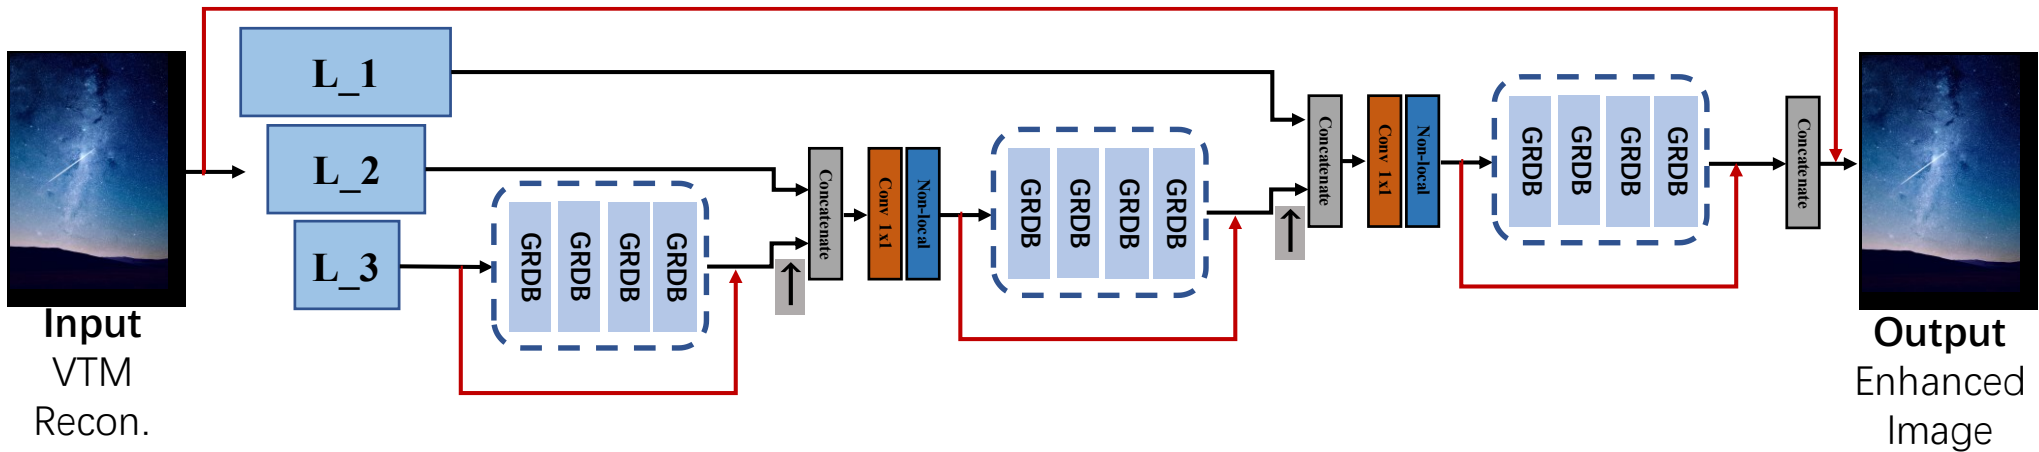 L_1
L_2
L_3
GRDB
GRDB
GRDB
GRDB
Concatenate
Conv 1x1
Non-local
GRDB
GRDB
GRDB
GRDB
Concatenate
Conv 1x1
Non-local
GRDB
GRDB
GRDB
GRDB
Concatenate
Input
VTM
Recon.
Output
Enhanced
Image